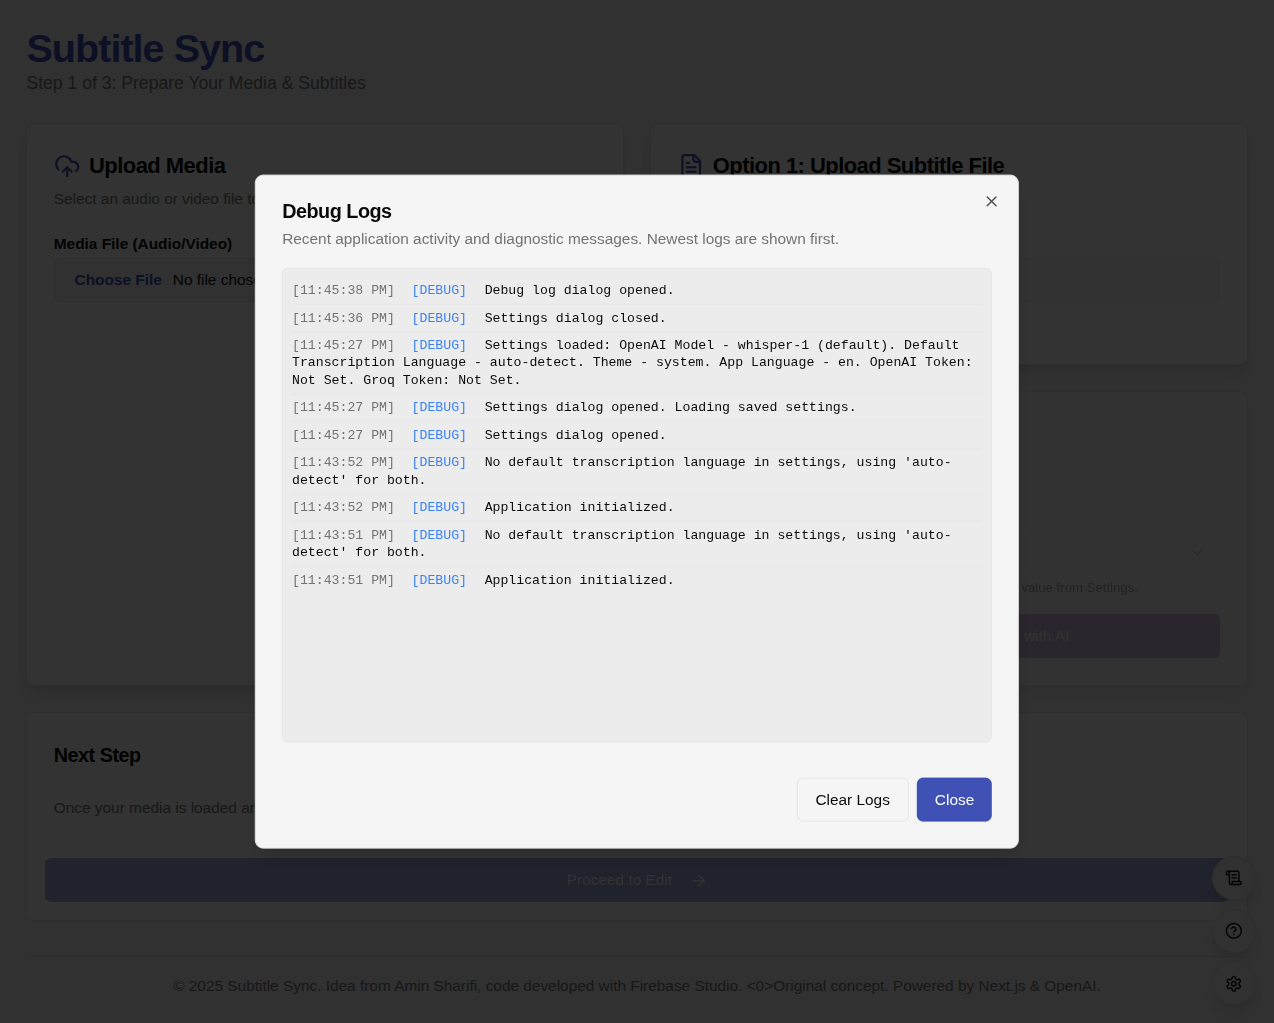 Subtitle Sync
Step 1 of 3: Prepare Your Media & Subtitles
Upload Media
Select an audio or video file to
Media File (Audio/Video)
Choose File No file chose
Option 1: Upload Subtitle File
Debug Logs
Recent application activity and diagnostic messages. Newest logs are shown first.
[11:45:38 PM] [DEBUG] Debug log dialog opened.
[11:45:36 PM] [DEBUG] Settings dialog closed.
[11:45:27 PM] [DEBUG] Settings loaded: OpenAI Model - whisper-1 (default). Default
Transcription Language - auto-detect. Theme - system. App Language - en. OpenAI Token:
Not Set. Groq Token: Not Set.
[11:45:27 PM] [DEBUG] Settings dialog opened. Loading saved settings.
[11:45:27 PM] [DEBUG] Settings dialog opened.
[11:43:52 PM] [DEBUG] No default transcription language in settings, using 'auto-
detect' for both.
[11:43:52 PM] [DEBUG] Application initialized.
[11:43:51 PM] [DEBUG] No default transcription language in settings, using 'auto-
detect' for both.
[11:43:51 PM] [DEBUG] Application initialized.
Clear Logs Close
value from Settings.
with AI
Next Step
Once your media is loaded
Proceed to Edit
© 2025 Subtitle Sync. Idea from Amin Sharifi, code developed with Firebase Studio. <0>Original concept. Powered by Next.js & OpenAI.